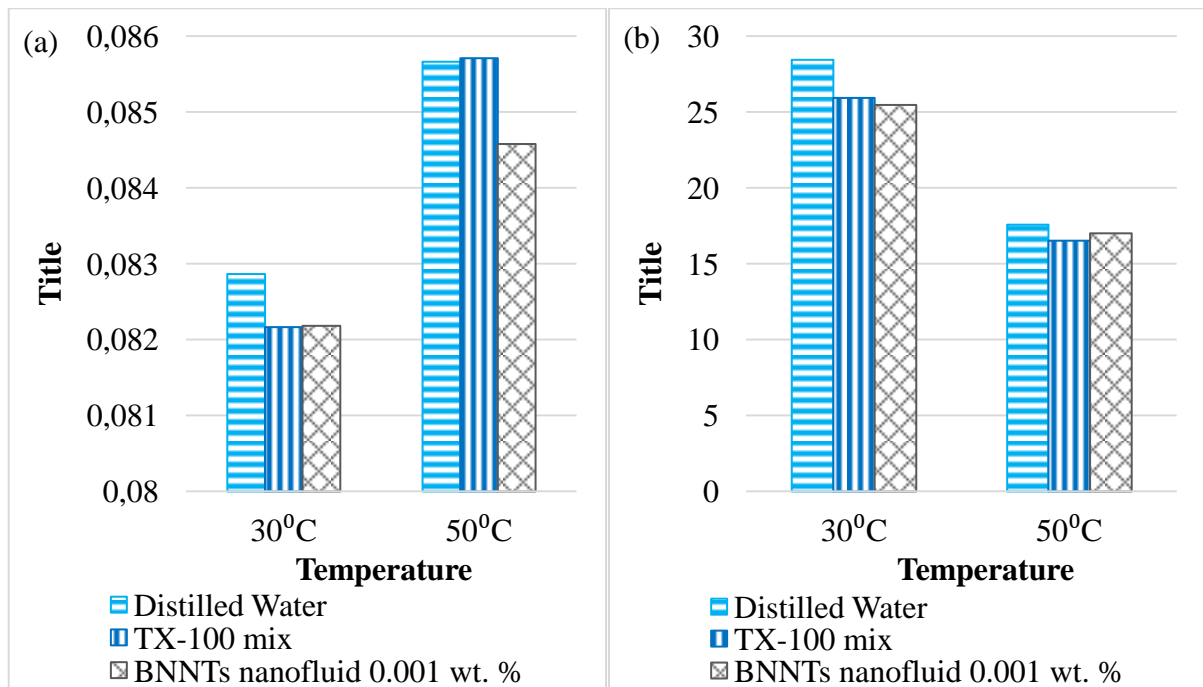 (a)
0,086
0,085
0,084
0,083
0,082
0,081
0,08
Title
30⁰C 50⁰C
Temperature
Distilled Water
TX-100 mix
BNNTs nanofluid 0.001 wt. %
(b)
30
25
20
15
10
5
0
Title
30⁰C 50⁰C
Temperature
Distilled Water
TX-100 mix
BNNTs nanofluid 0.001 wt. %